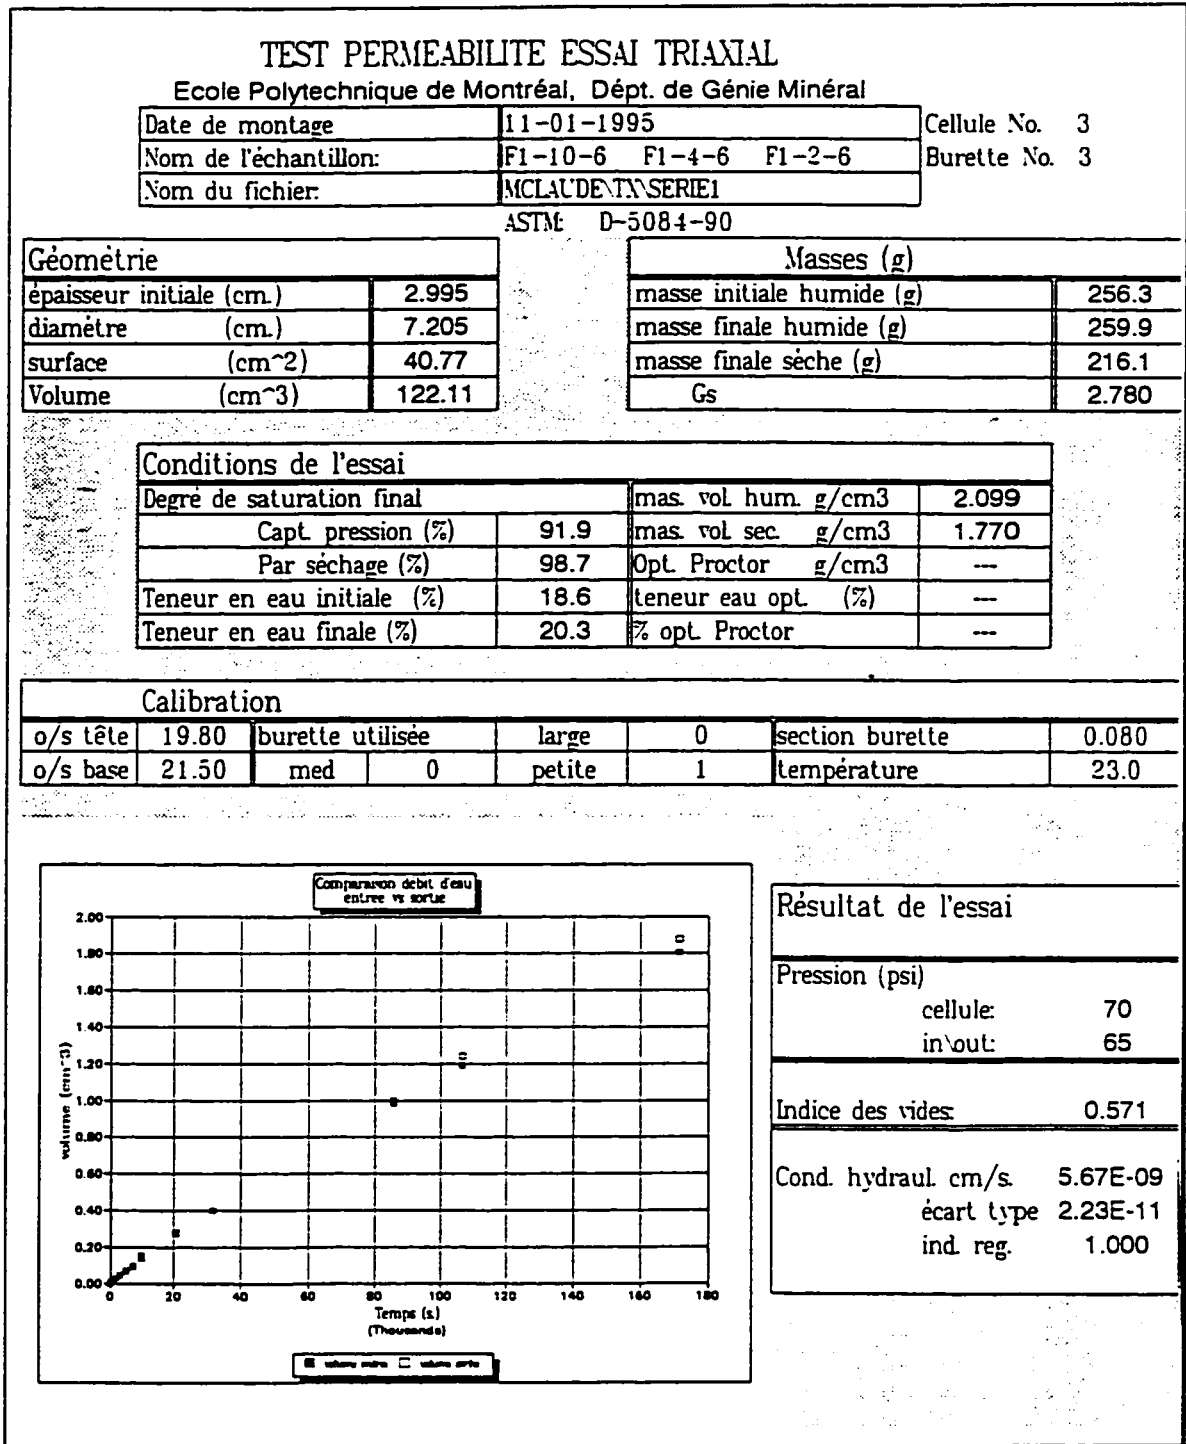 TEST PERMEABILITE ESSAI TRIAXIAL
Ecole Polytechnique de Montréal, Dépt. de Génie Minéral
Date de montage 11-01-1995 Cellule No. 3
Nom de l'échantillon: F1-10-6 F1-4-6 F1-2-6 Burette No. 3
Nom du fichier: MCLAUDE\TX\SERIE1
ASTM: D-5084-90
Géométrie Masses (g)
épaisseur initiale (cm.) 2.995 masse initiale humide (g) 256.3
diamètre (cm.) 7.205 masse finale humide (g) 259.9
surface (cm^2) 40.77 masse finale sèche (g) 216.1
Volume (cm^3) 122.11 Gs 2.780
Conditions de l'essai
Degré de saturation final mas. vol. hum. g/cm3 2.099
Capt. pression (%) 91.9 mas. vol. sec. g/cm3 1.770
Par séchage (%) 98.7 Opt. Proctor g/cm3 ---
Teneur en eau initiale (%) 18.6 teneur eau opt. (%) ---
Teneur en eau finale (%) 20.3 % opt. Proctor ---
Calibration
o/s tête 19.80 burette utilisée large 0 section burette 0.080
o/s base 21.50 med 0 petite 1 température 23.0
Comparaison debit d'eau
entree vs sortie
2.00
1.80
1.60
1.40
1.20
1.00
0.80
0.60
0.40
0.20
0.00
volume (cm^3)
0 20 40 60 80 100 120 140 160 180
Temps (s.)
(Thousands)
volume entre volume sortie
Résultat de l'essai
Pression (psi)
cellule: 70
in\out: 65
Indice des vides: 0.571
Cond. hydraul. cm/s. 5.67E-09
écart type 2.23E-11
ind. reg. 1.000